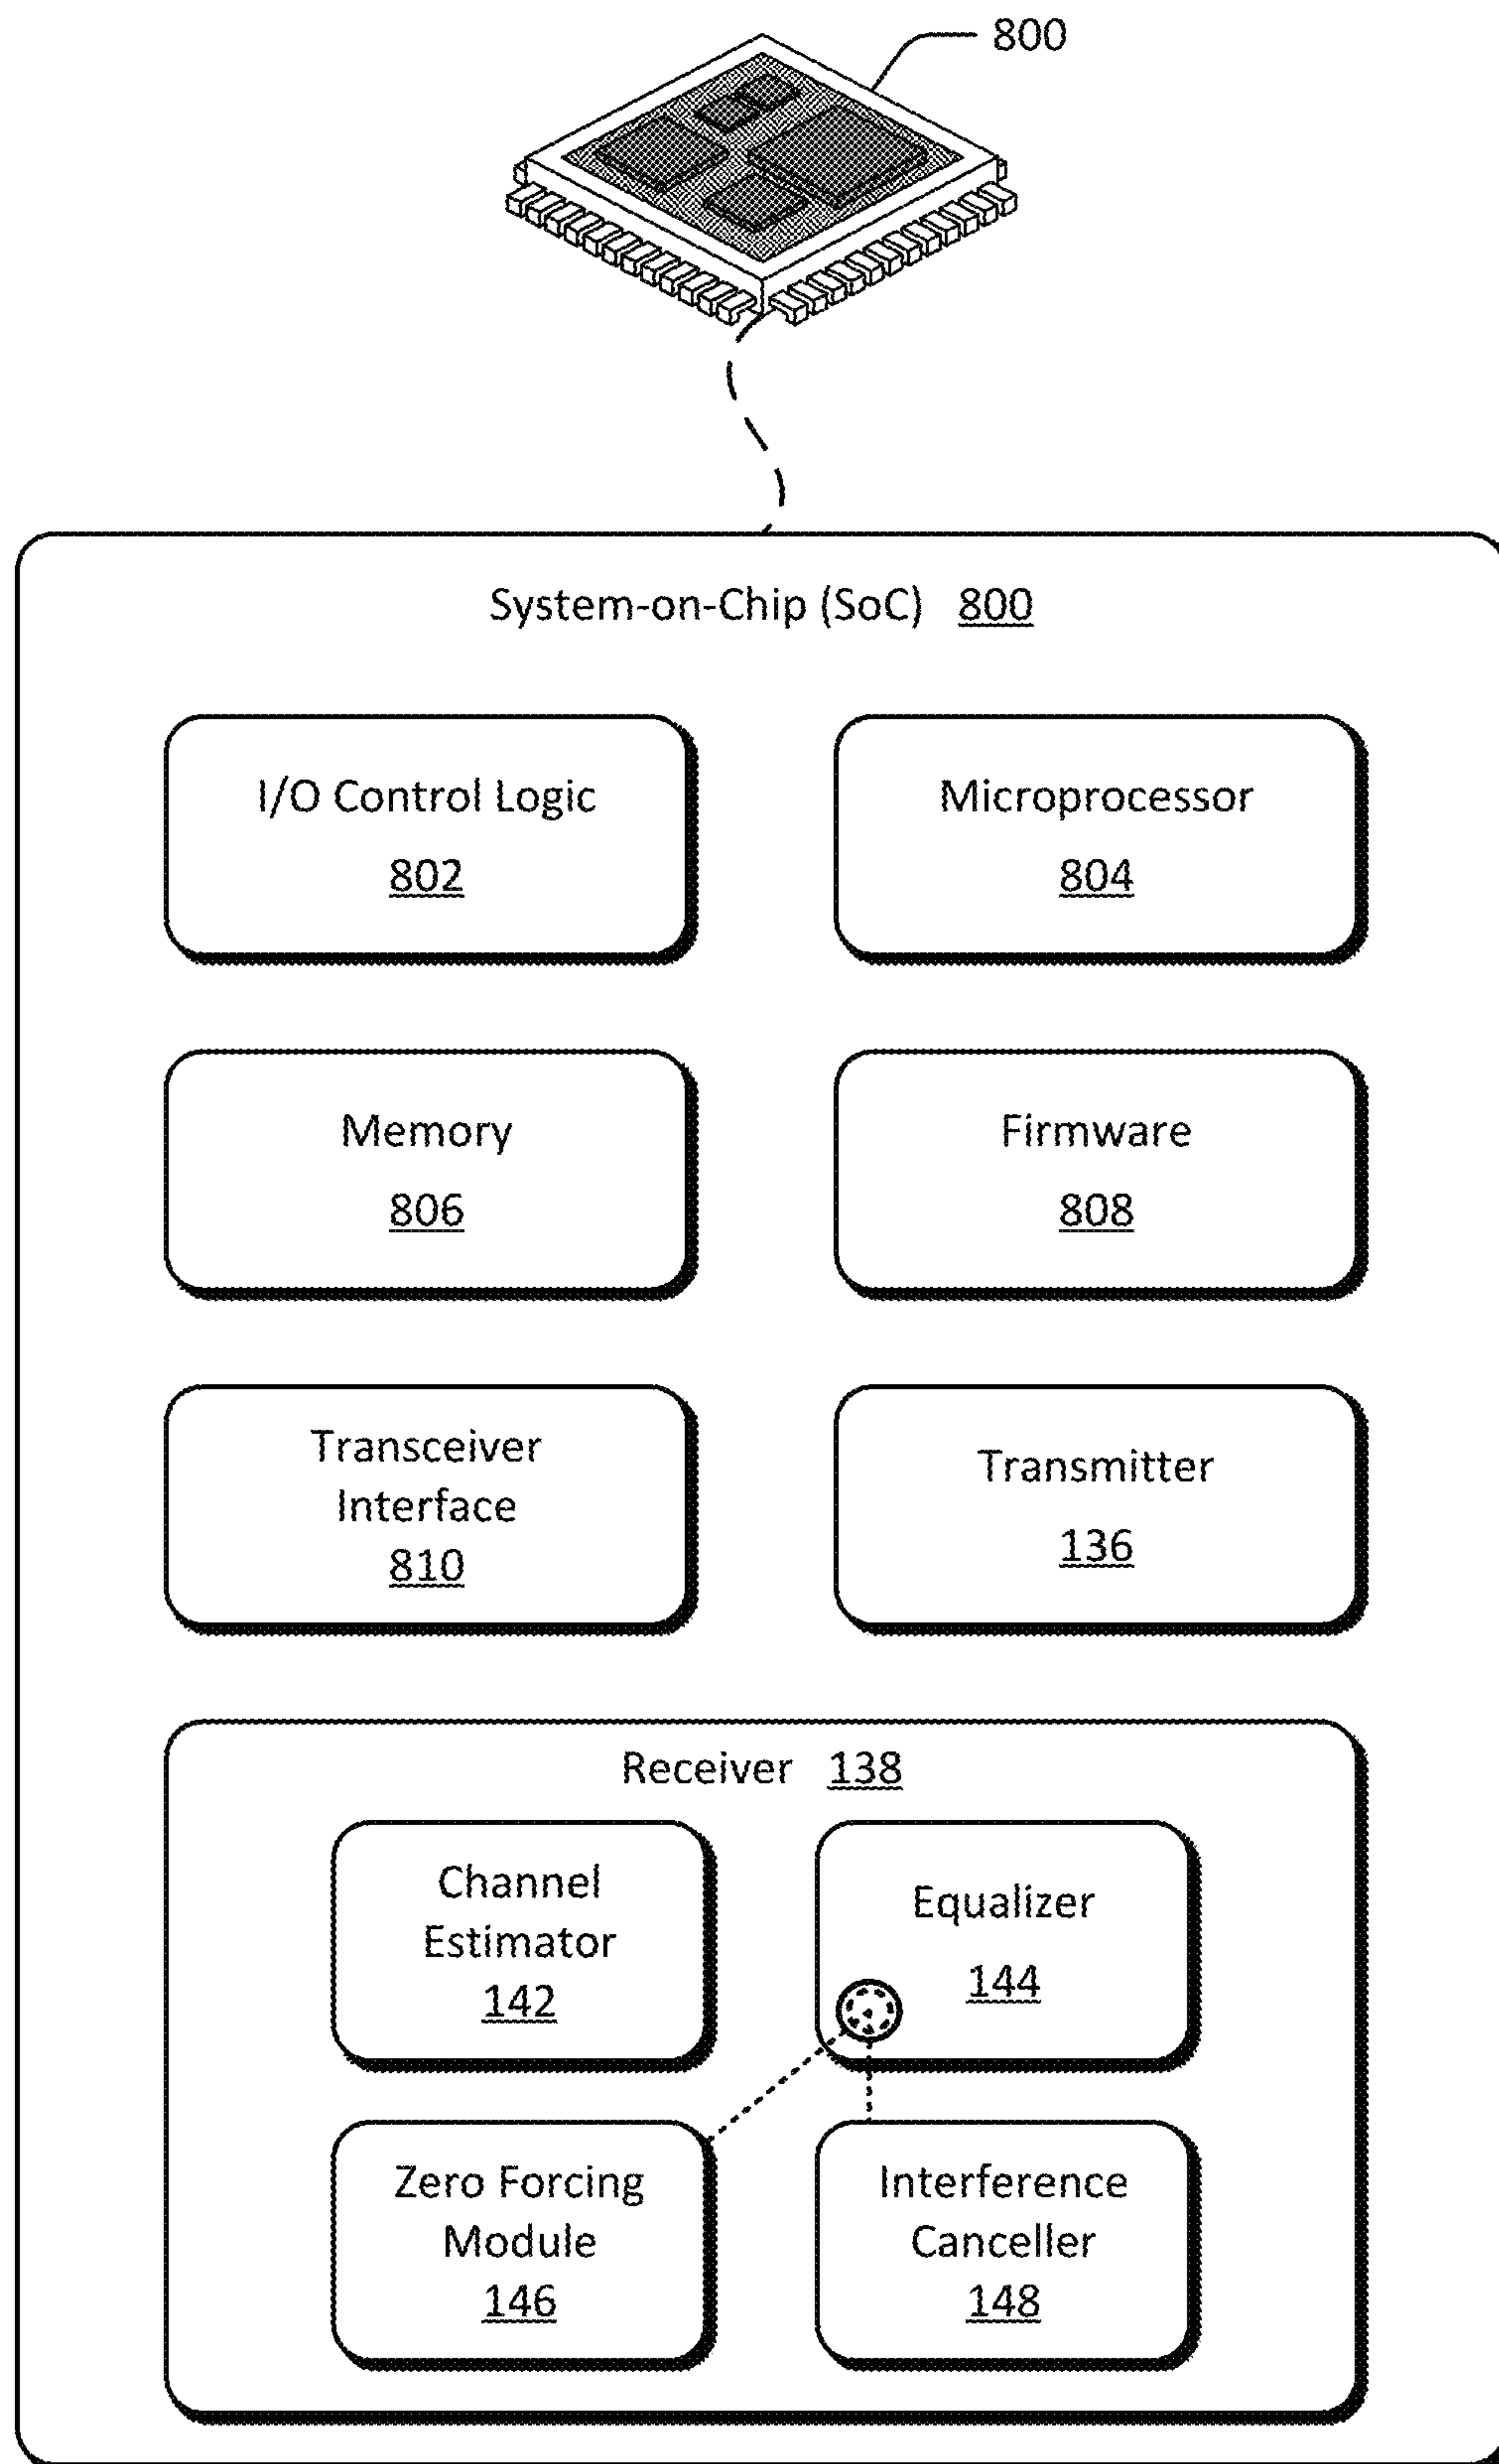 800
System-on-Chip (SoC) 800
I/O Control Logic
802
Microprocessor
804
Memory
806
Firmware
808
Transceiver
Interface
810
Transmitter
136
Receiver 138
Channel
Estimator
142
Equalizer
144
Zero Forcing
Module
146
Interference
Canceller
148